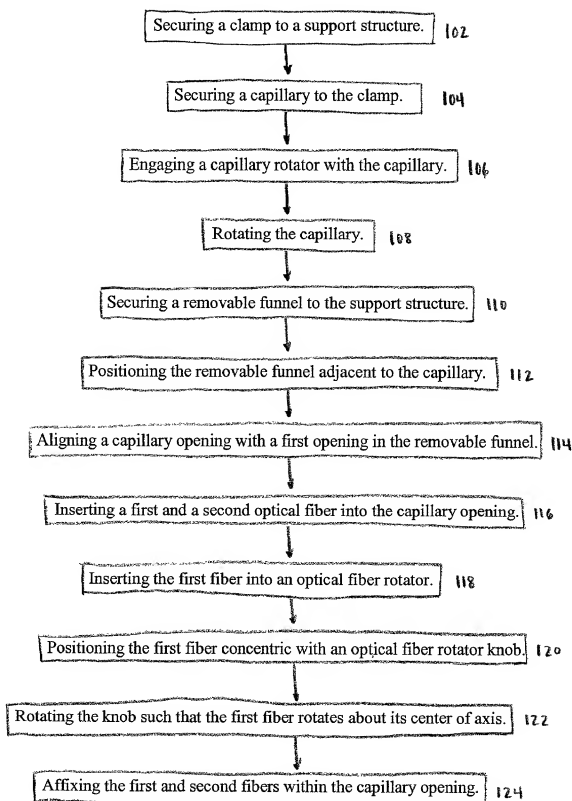 Securing a clamp to a support structure. 102
Securing a capillary to the clamp. 104
Engaging a capillary rotator with the capillary. 106
Rotating the capillary. 108
Securing a removable funnel to the support structure. 110
Positioning the removable funnel adjacent to the capillary. 112
Aligning a capillary opening with a first opening in the removable funnel. 114
Inserting a first and a second optical fiber into the capillary opening. 116
Inserting the first fiber into an optical fiber rotator. 118
Positioning the first fiber concentric with an optical fiber rotator knob. 120
Rotating the knob such that the first fiber rotates about its center of axis. 122
Affixing the first and second fibers within the capillary opening. 124